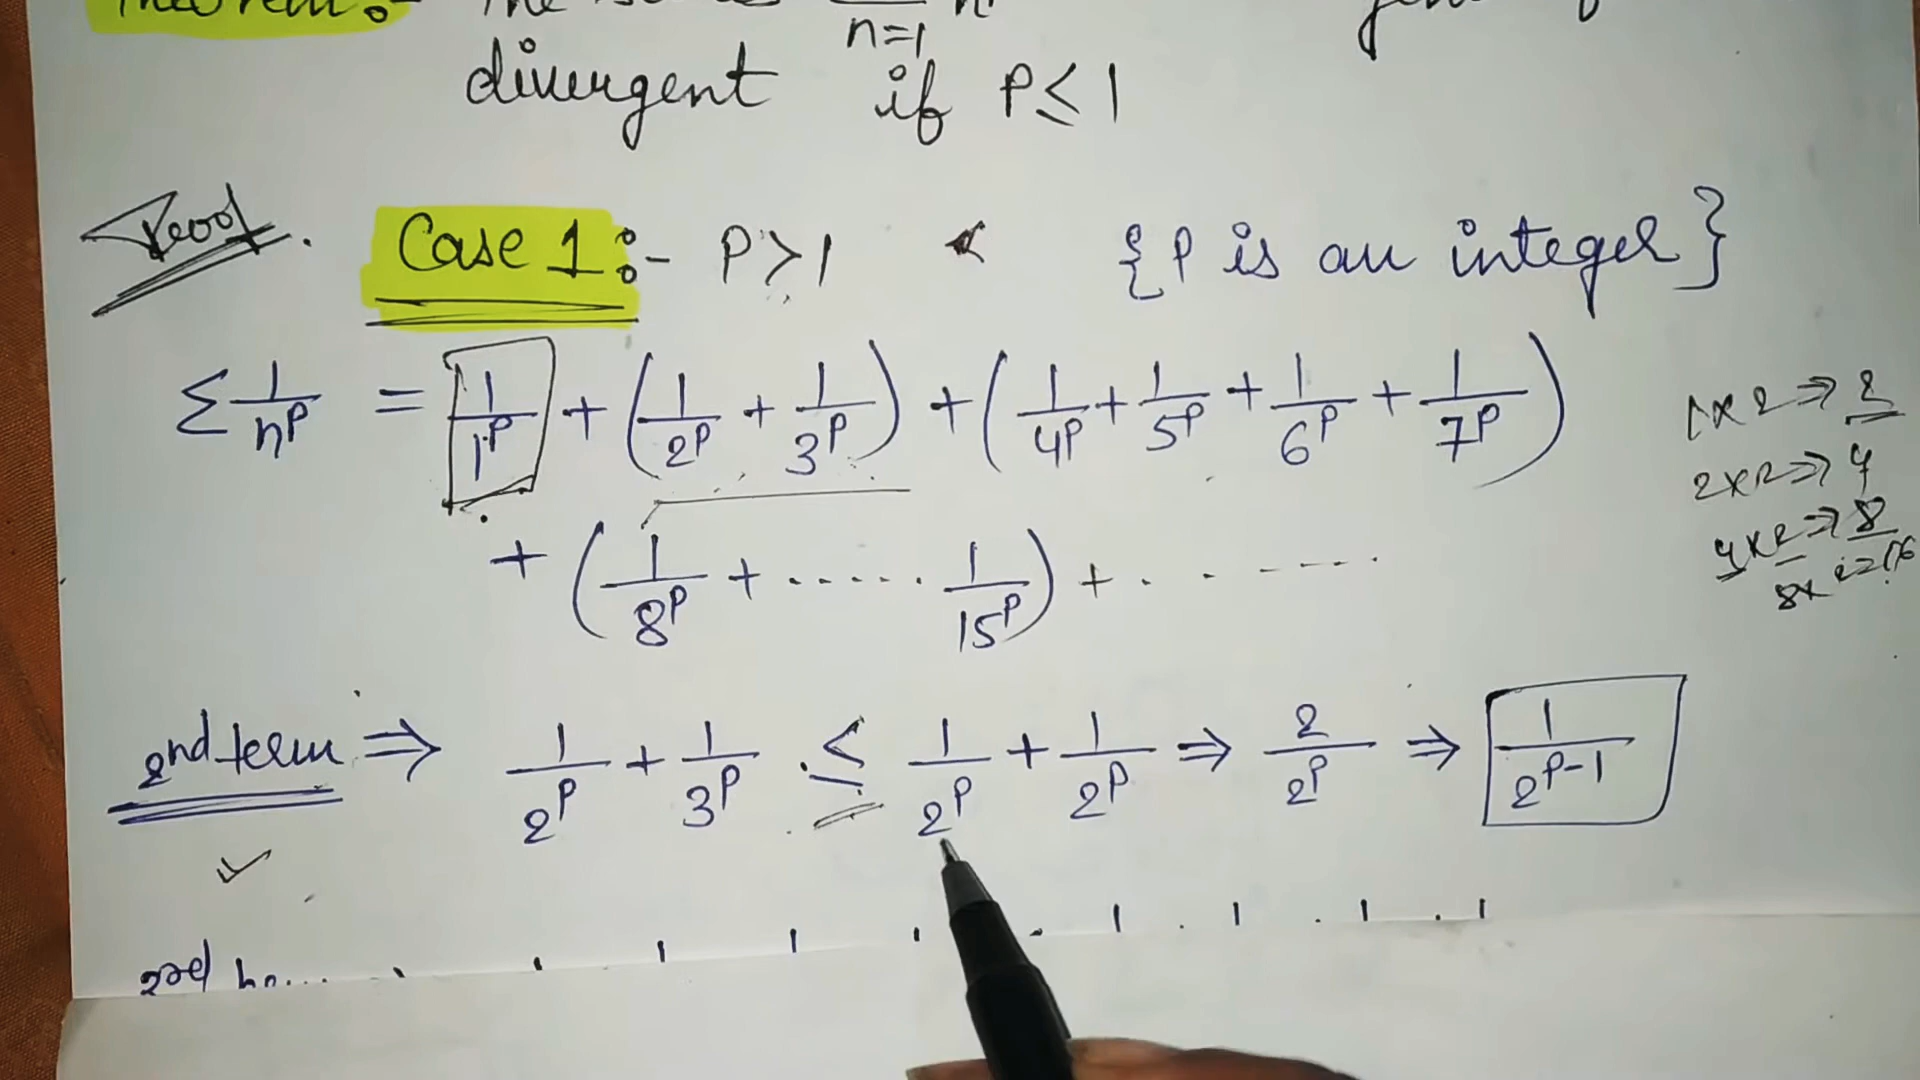 Theorem:-
n=1
divergent if P ≤ 1
Proof. Case 1:- P>1 {P is an integer}
Σ 1/n^P = 1/1^P + (1/2^P + 1/3^P) + (1/4^P + 1/5^P + 1/6^P + 1/7^P)
+ (1/8^P + ...... 1/15^P) + . . . ....
1×2⇒2
2×2⇒4
4×2⇒8
8×2=16
2nd term ⇒ 1/2^P + 1/3^P ≤ 1/2^P + 1/2^P ⇒ 2/2^P ⇒ 1/2^(P-1)